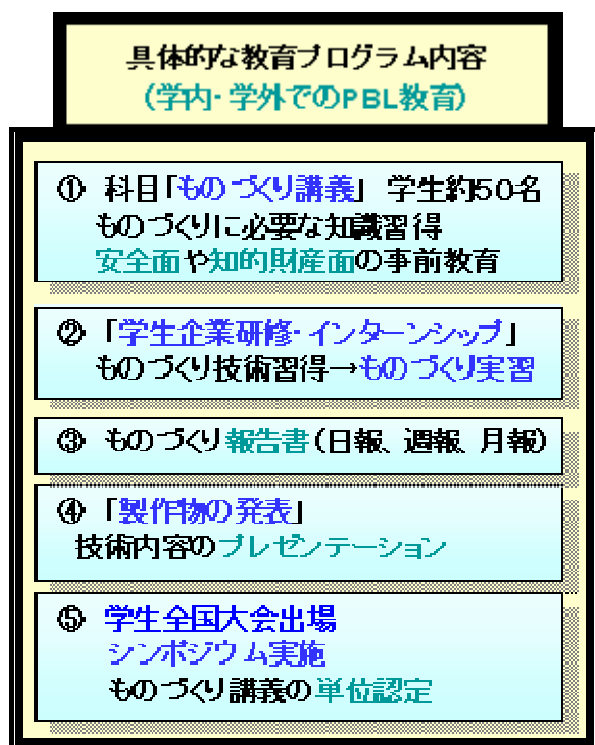 具体的な教育プログラム内容
（学内・学外でのPBL教育）
① 科目「ものづくり講義」 学生約50名
ものづくりに必要な知識習得
安全面や知的財産面の事前教育
② 「学生企業研修・インターンシップ」
ものづくり技術習得→ものづくり実習
③ ものづくり報告書(日報、週報、月報)
④ 「製作物の発表」
技術内容のプレゼンテーション
⑤ 学生全国大会出場
シンポジウム実施
ものづくり講義の単位認定